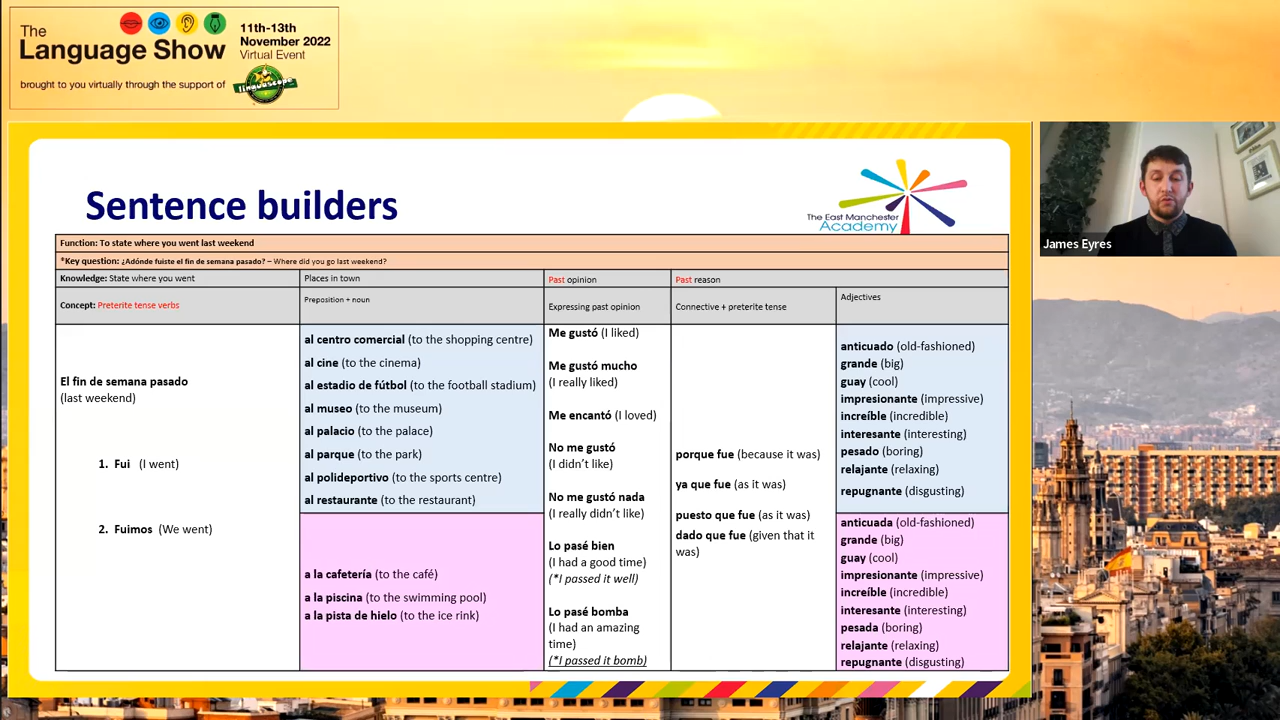 The
Language Show
11th-13th
November 2022
Virtual Event
brought to you virtually through the support of
linguascope
Sentence builders
The East Manchester
Academy
James Eyres
Function: To state where you went last weekend
*Key question: ¿Adónde fuiste el fin de semana pasado? – Where did you go last weekend?
Knowledge: State where you went
Places in town
Past opinion
Past reason
Concept: Preterite tense verbs
Preposition + noun
Expressing past opinion
Connective + preterite tense
Adjectives
El fin de semana pasado
(last weekend)
1. Fui (I went)
2. Fuimos (We went)
al centro comercial (to the shopping centre)
al cine (to the cinema)
al estadio de fútbol (to the football stadium)
al museo (to the museum)
al palacio (to the palace)
al parque (to the park)
al polideportivo (to the sports centre)
al restaurante (to the restaurant)
a la cafetería (to the café)
a la piscina (to the swimming pool)
a la pista de hielo (to the ice rink)
Me gustó (I liked)
Me gustó mucho
(I really liked)
Me encantó (I loved)
No me gustó
(I didn't like)
No me gustó nada
(I really didn't like)
Lo pasé bien
(I had a good time)
(*I passed it well)
Lo pasé bomba
(I had an amazing
time)
(*I passed it bomb)
porque fue (because it was)
ya que fue (as it was)
puesto que fue (as it was)
dado que fue (given that it
was)
anticuado (old-fashioned)
grande (big)
guay (cool)
impresionante (impressive)
increíble (incredible)
interesante (interesting)
pesado (boring)
relajante (relaxing)
repugnante (disgusting)
anticuada (old-fashioned)
grande (big)
guay (cool)
impresionante (impressive)
increíble (incredible)
interesante (interesting)
pesada (boring)
relajante (relaxing)
repugnante (disgusting)